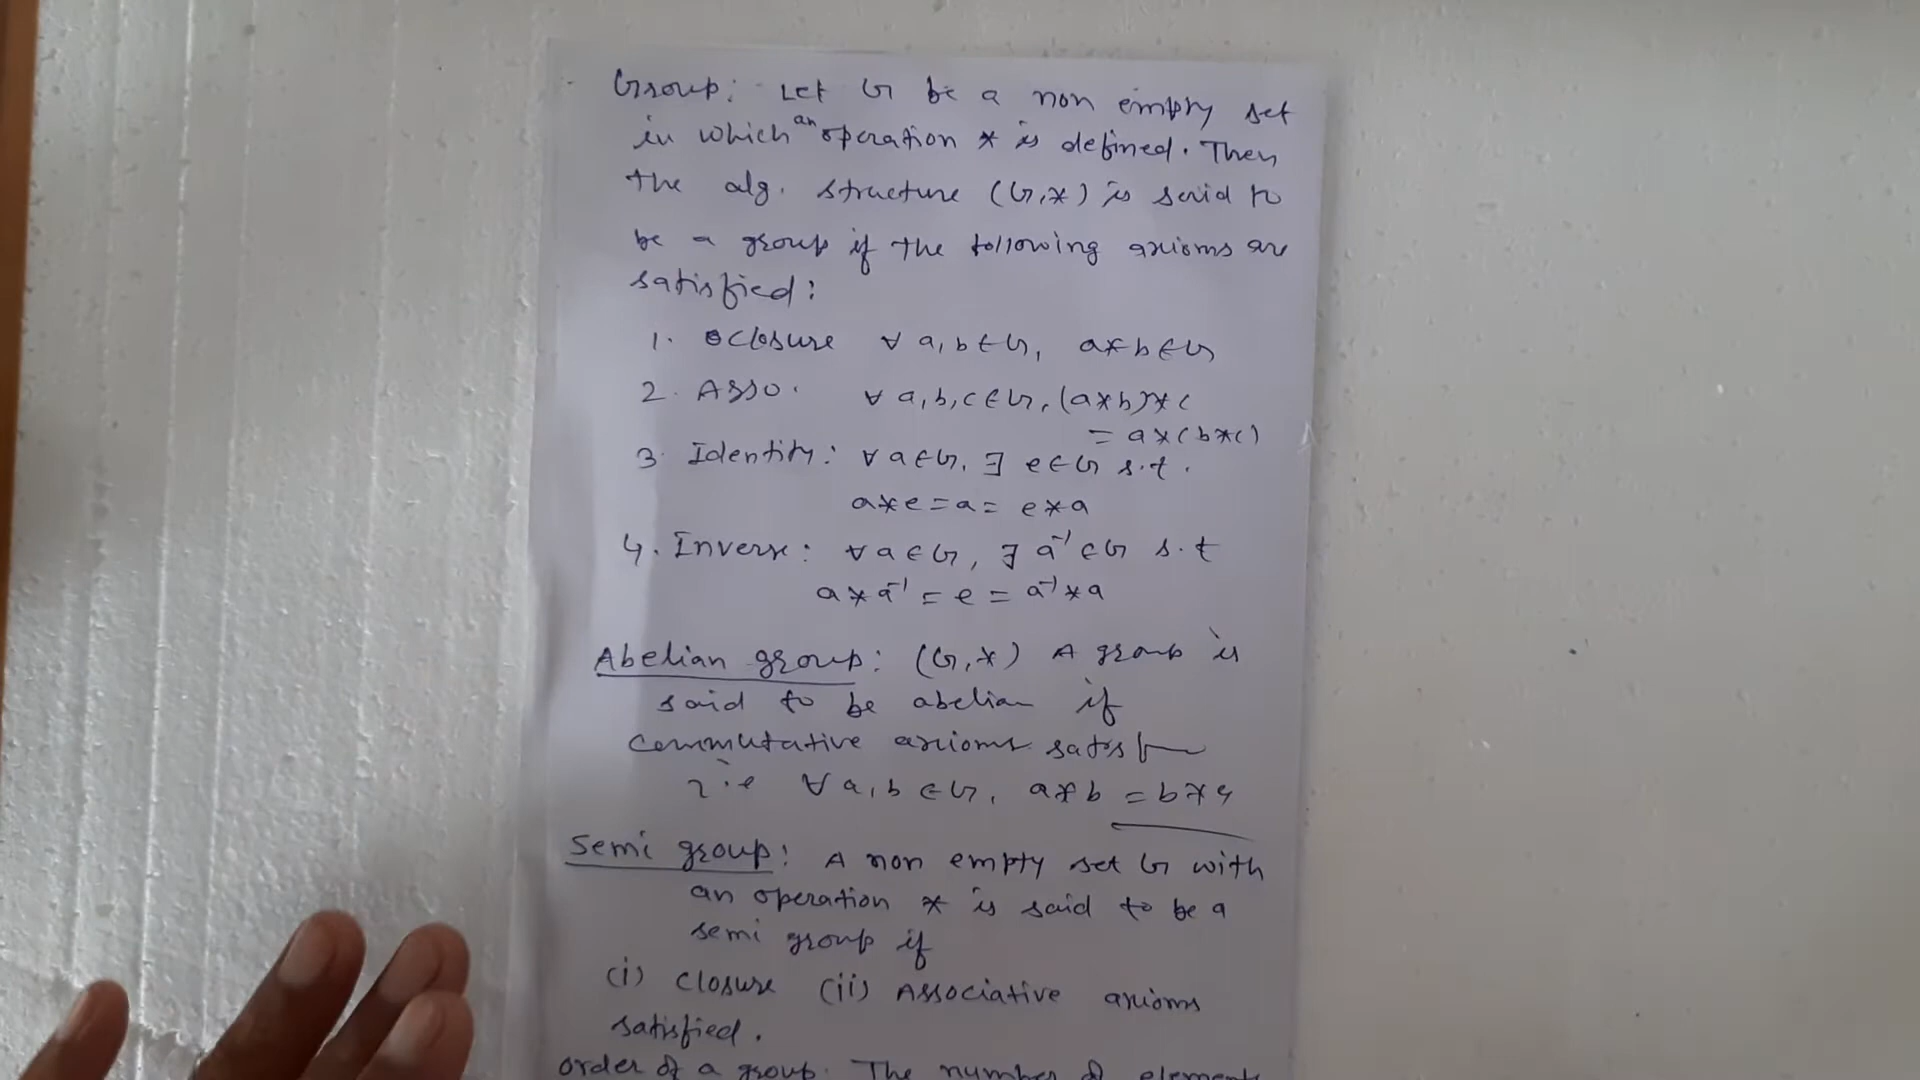 Group: Let G be a non empty set
in which an operation * is defined. Then
the alg. structure (G,*) is said to
be a group if the following axioms are
satisfied:
1. closure ∀ a,b ∈ G, a*b ∈ G
2. Asso. ∀ a,b,c ∈ G, (a*b)*c
= a*(b*c)
3. Identity: ∀ a ∈ G, ∃ e ∈ G s.t.
a*e = a = e*a
4. Inverse: ∀ a ∈ G, ∃ a⁻¹ ∈ G s.t
a*a⁻¹ = e = a⁻¹*a
Abelian group: (G,*) A group is
said to be abelian if
commutative axioms
i.e ∀ a,b ∈ G, a*b = b*a
Semi group: A non empty set G with
an operation * is said to be a
semi group if
(i) closure (ii) Associative axioms
satisfied.
order of a group. The number of elements